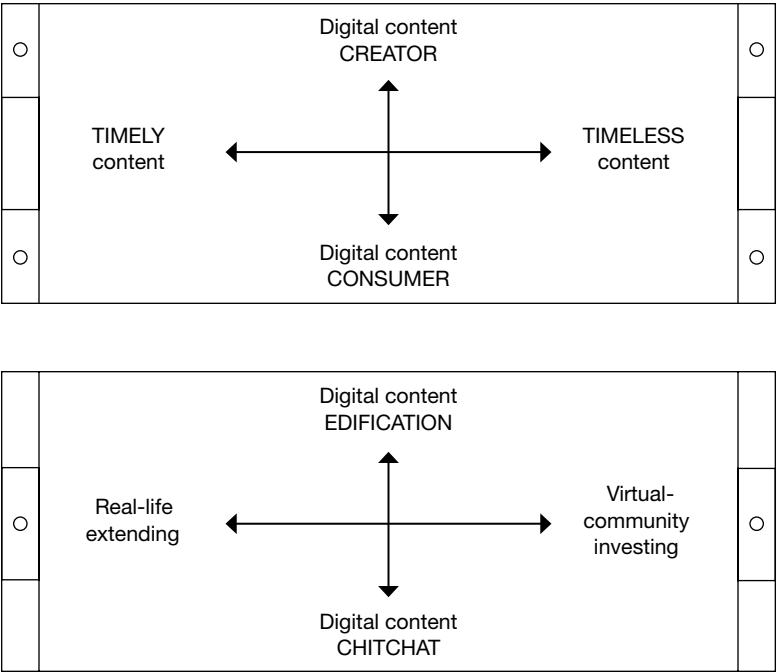 Digital content
CREATOR
TIMELY
content
TIMELESS
content
Digital content
CONSUMER
Digital content
EDIFICATION
Real-life
extending
Virtual-
community
investing
Digital content
CHITCHAT